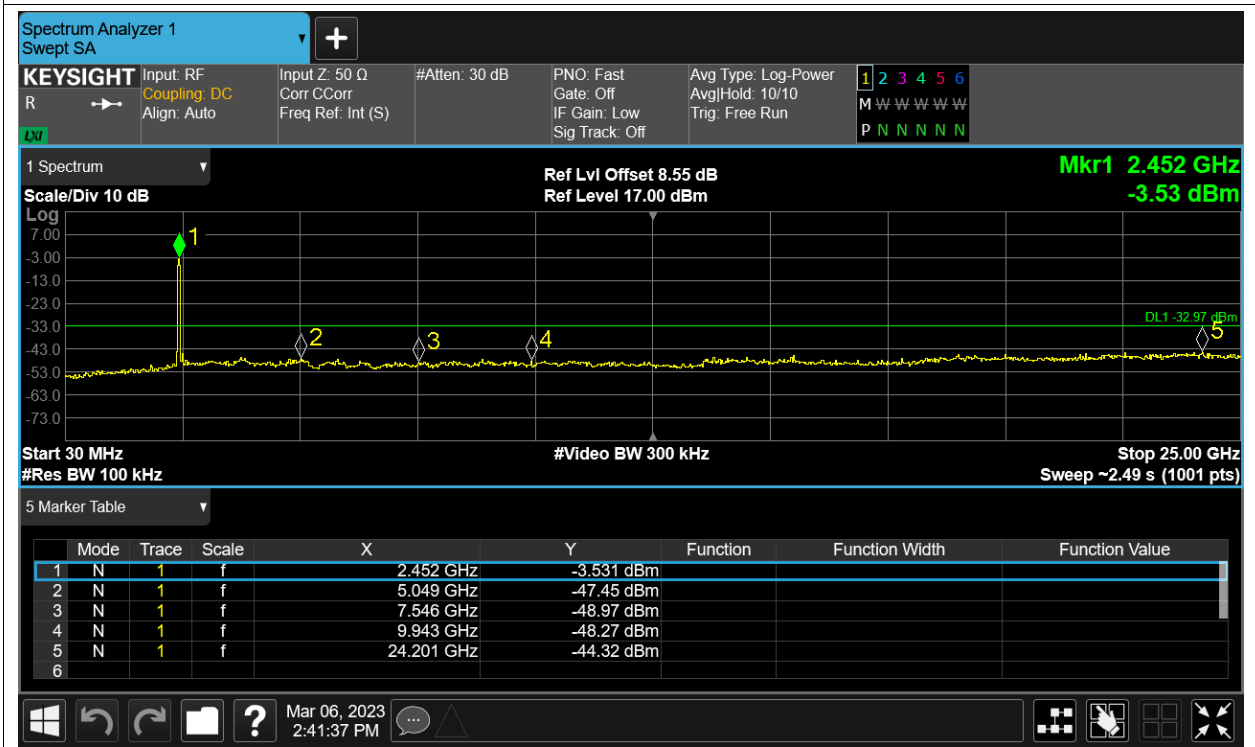 Spectrum Analyzer 1
Swept SA
+
KEYSIGHT Input: RF Input Z: 50 Ω #Atten: 30 dB PNO: Fast Avg Type: Log-Power 1 2 3 4 5 6
R Coupling: DC Corr CCorr Gate: Off Avg|Hold: 10/10 M W W W W W
Align: Auto Freq Ref: Int (S) IF Gain: Low Trig: Free Run
LXI Sig Track: Off P N N N N N
1 Spectrum Ref Lvl Offset 8.55 dB Mkr1 2.452 GHz
Scale/Div 10 dB Ref Level 17.00 dBm -3.53 dBm
Log
7.00 1
-3.00
-13.0
-23.0
-33.0 DL1 -32.97 dBm
2 3 4 5
-43.0
-53.0
-63.0
-73.0
Start 30 MHz #Video BW 300 kHz Stop 25.00 GHz
#Res BW 100 kHz Sweep ~2.49 s (1001 pts)
5 Marker Table
Mode Trace Scale X Y Function Function Width Function Value
1 N 1 f 2.452 GHz -3.531 dBm
2 N 1 f 5.049 GHz -47.45 dBm
3 N 1 f 7.546 GHz -48.97 dBm
4 N 1 f 9.943 GHz -48.27 dBm
5 N 1 f 24.201 GHz -44.32 dBm
6
? Mar 06, 2023
2:41:37 PM